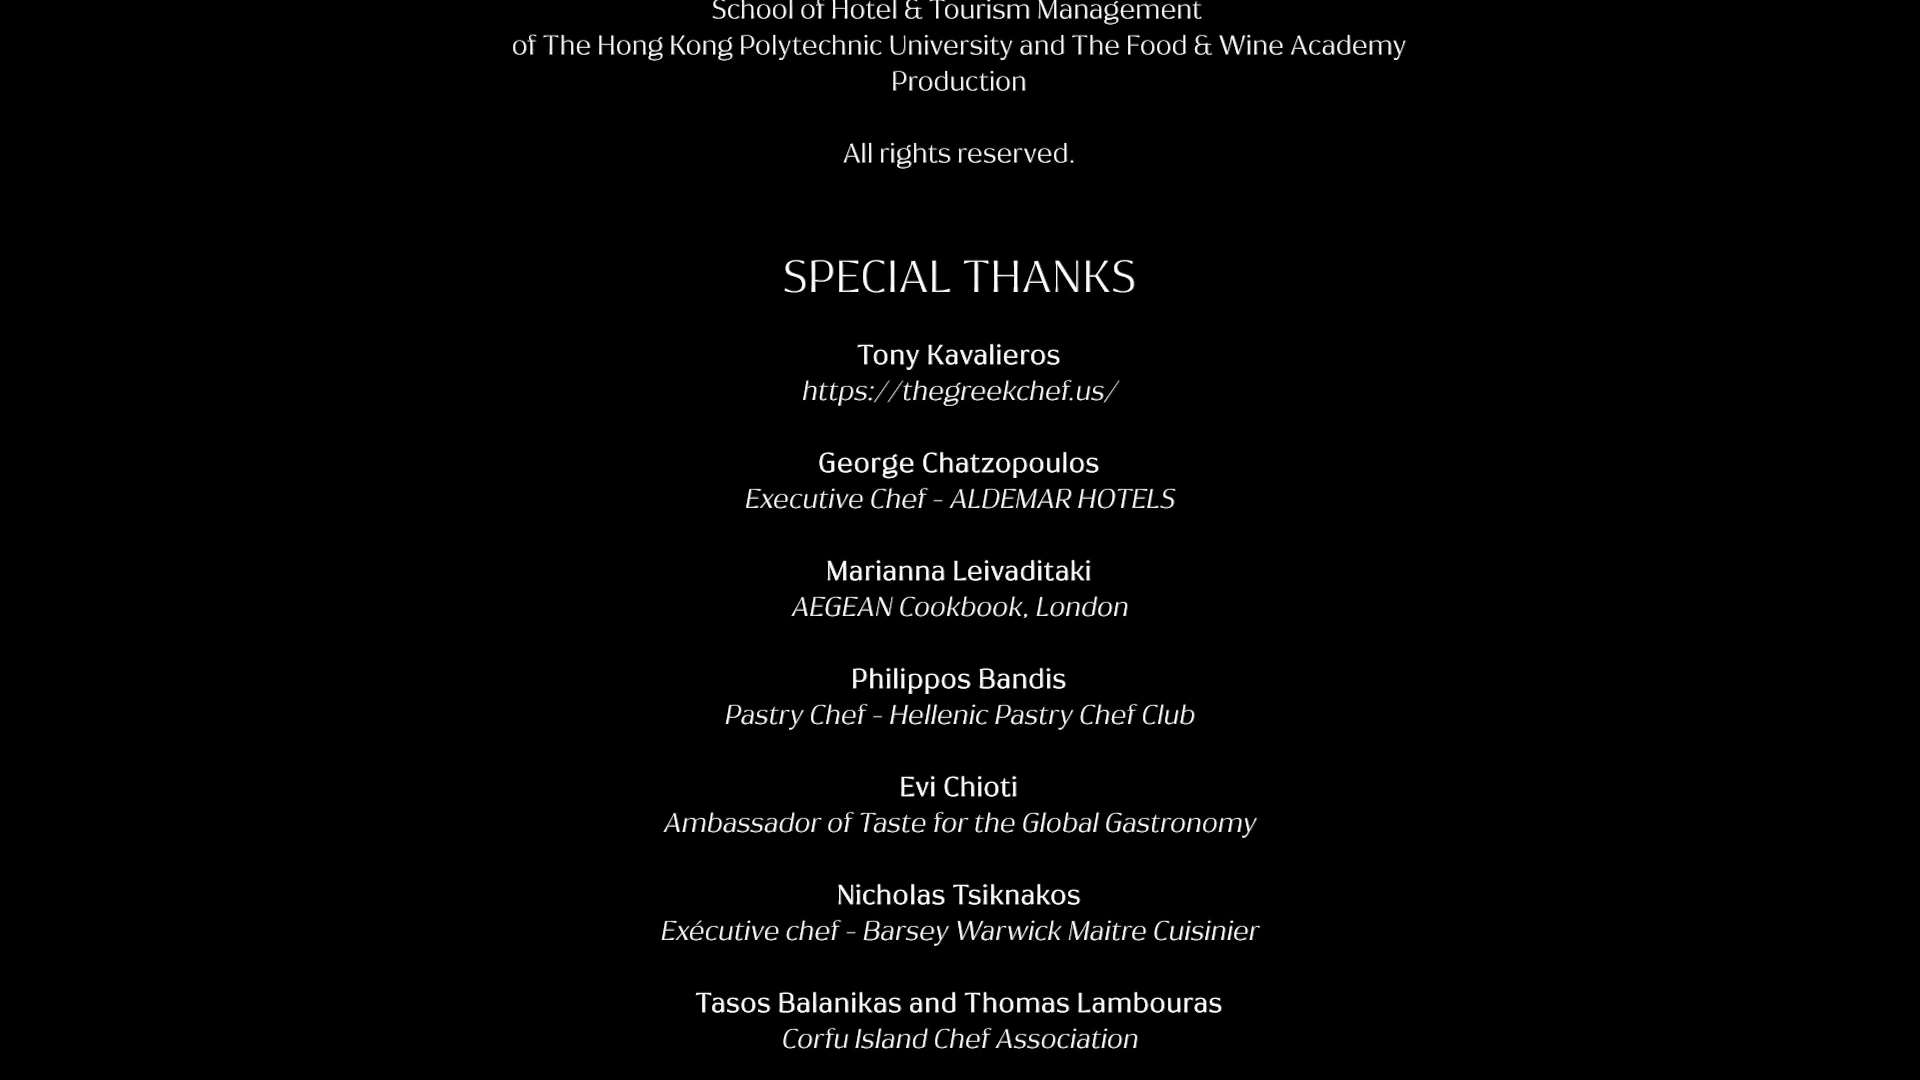 School of Hotel & Tourism Management
of The Hong Kong Polytechnic University and The Food & Wine Academy
Production
All rights reserved.
SPECIAL THANKS
Tony Kavalieros
https://thegreekchef.us/
George Chatzopoulos
Executive Chef - ALDEMAR HOTELS
Marianna Leivaditaki
AEGEAN Cookbook, London
Philippos Bandis
Pastry Chef - Hellenic Pastry Chef Club
Evi Chioti
Ambassador of Taste for the Global Gastronomy
Nicholas Tsiknakos
Exécutive chef - Barsey Warwick Maitre Cuisinier
Tasos Balanikas and Thomas Lambouras
Corfu Island Chef Association